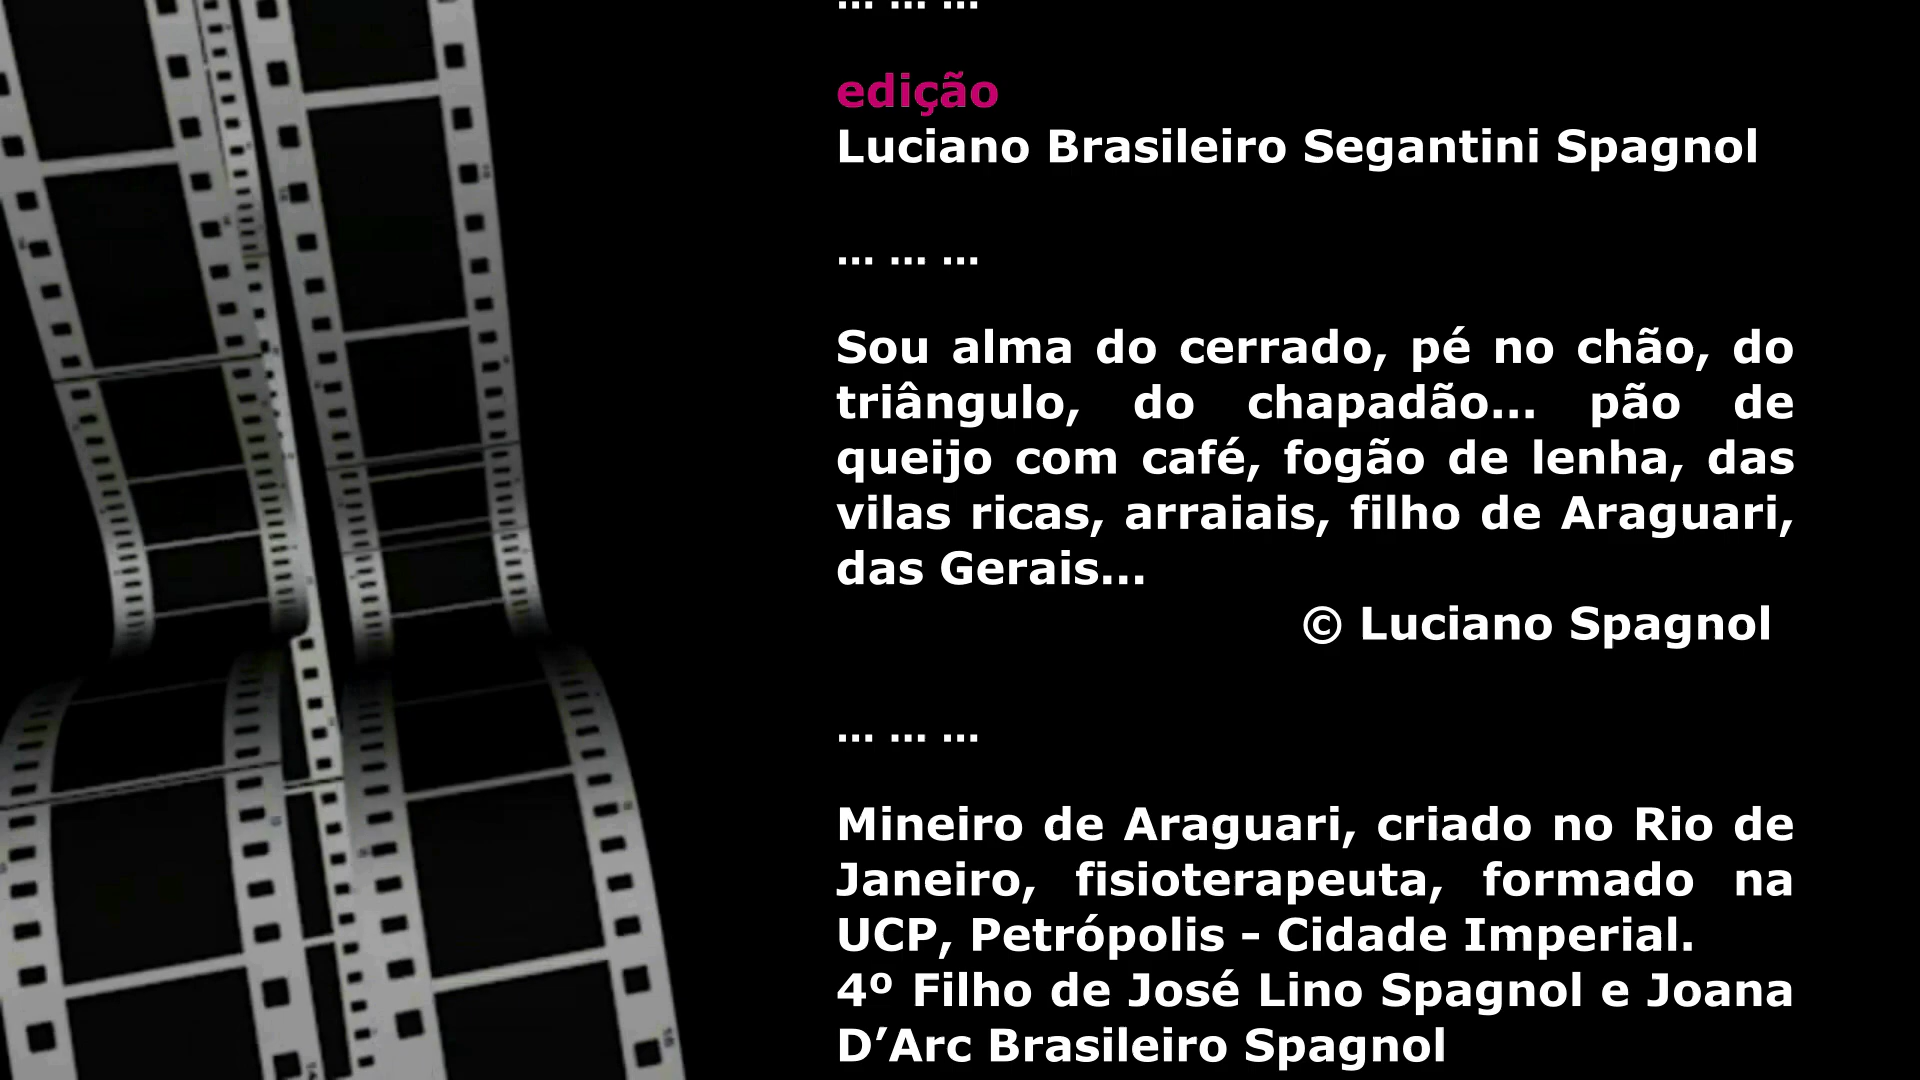 ... ... ...
edição
Luciano Brasileiro Segantini Spagnol
... ... ...
Sou alma do cerrado, pé no chão, do
triângulo, do chapadão... pão de
queijo com café, fogão de lenha, das
vilas ricas, arraiais, filho de Araguari,
das Gerais...
© Luciano Spagnol
... ... ...
Mineiro de Araguari, criado no Rio de
Janeiro, fisioterapeuta, formado na
UCP, Petrópolis - Cidade Imperial.
4º Filho de José Lino Spagnol e Joana
D’Arc Brasileiro Spagnol